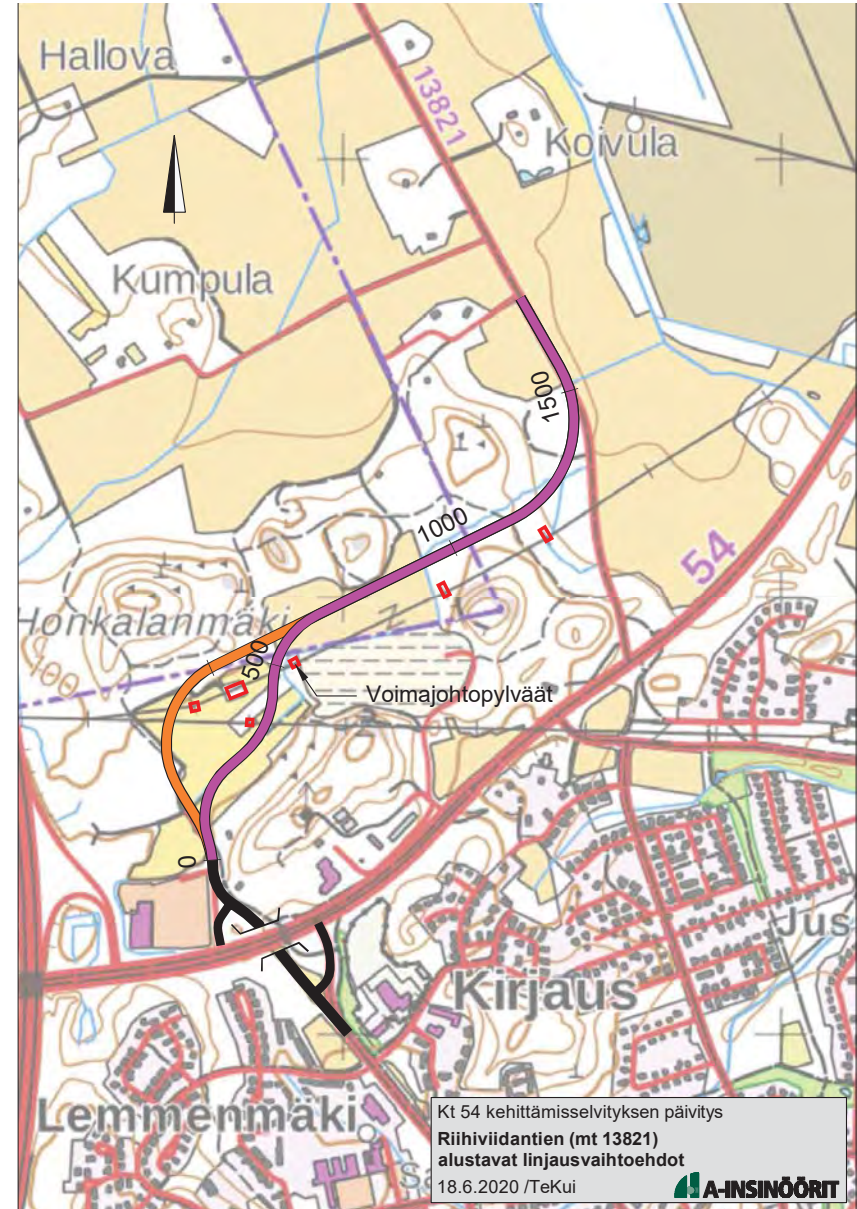 Hallova
13821
Koivula
Kumpula
1500
1000
54
Honkalanmäki
500
100
Voimajohtopylväät
0
Jus
Kirjaus
Lemmenmäki
Kt 54 kehittämisselvityksen päivitys
Riihiviidantien (mt 13821)
alustavat linjausvaihtoehdot
18.6.2020 /TeKui
A-INSINÖÖRIT